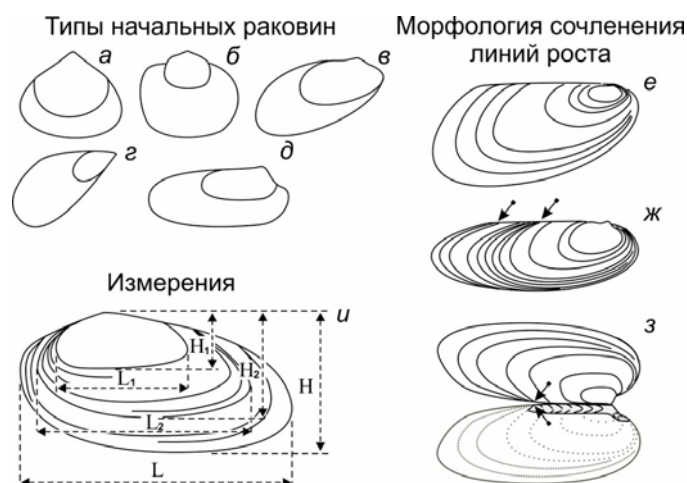 Типы начальных раковин
а
б
в
г
д
Морфология сочленения
линий роста
е
ж
з
Измерения
и
H₁
L₁
H₂
H
L₂
L